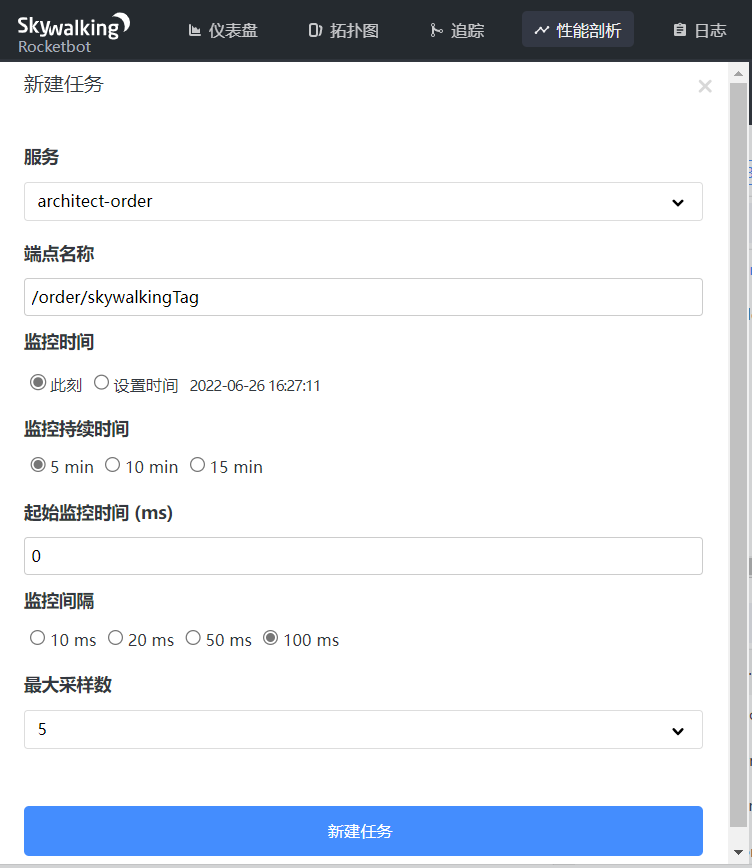 Skywalking
Rocketbot
仪表盘 拓扑图 追踪 性能剖析 日志
新建任务
服务
architect-order
端点名称
/order/skywalkingTag
监控时间
此刻 设置时间 2022-06-26 16:27:11
监控持续时间
5 min 10 min 15 min
起始监控时间 (ms)
0
监控间隔
10 ms 20 ms 50 ms 100 ms
最大采样数
5
新建任务